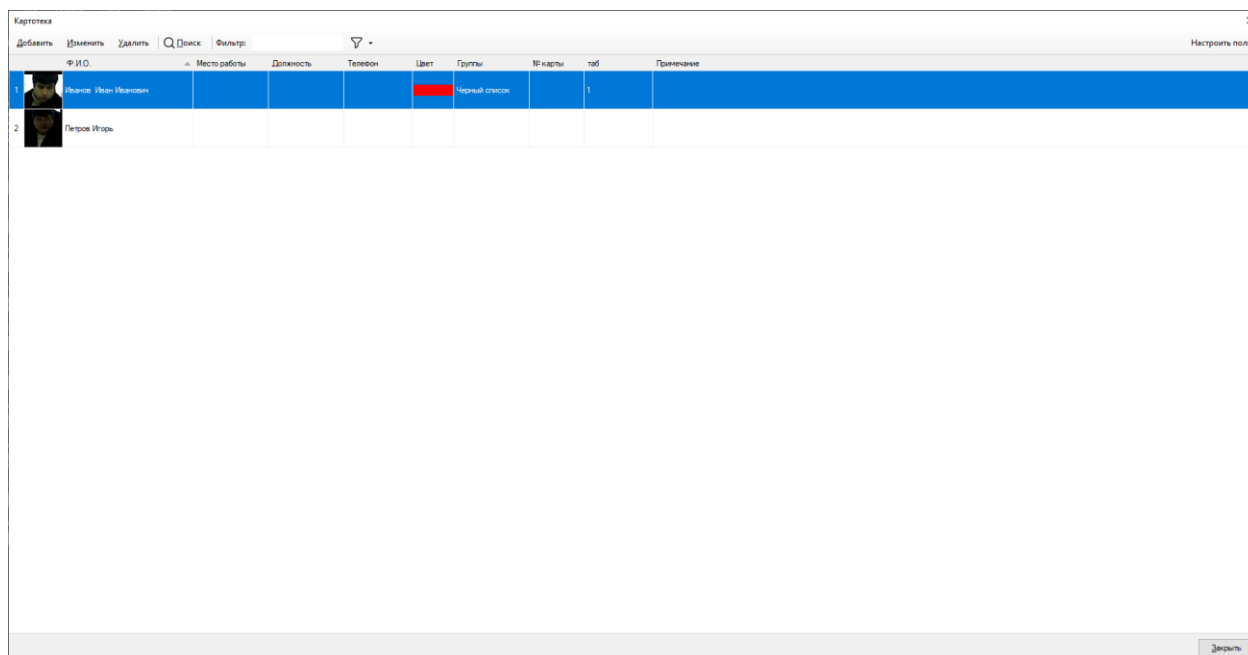 Картотека
Добавить Изменить Удалить Поиск Фильтр: Настроить пол
Ф.И.О. Место работы Должность Телефон Цвет Группы № карты таб Примечание
1 Иванов Иван Иванович Черный список 1
2 Петров Игорь
Закрыть